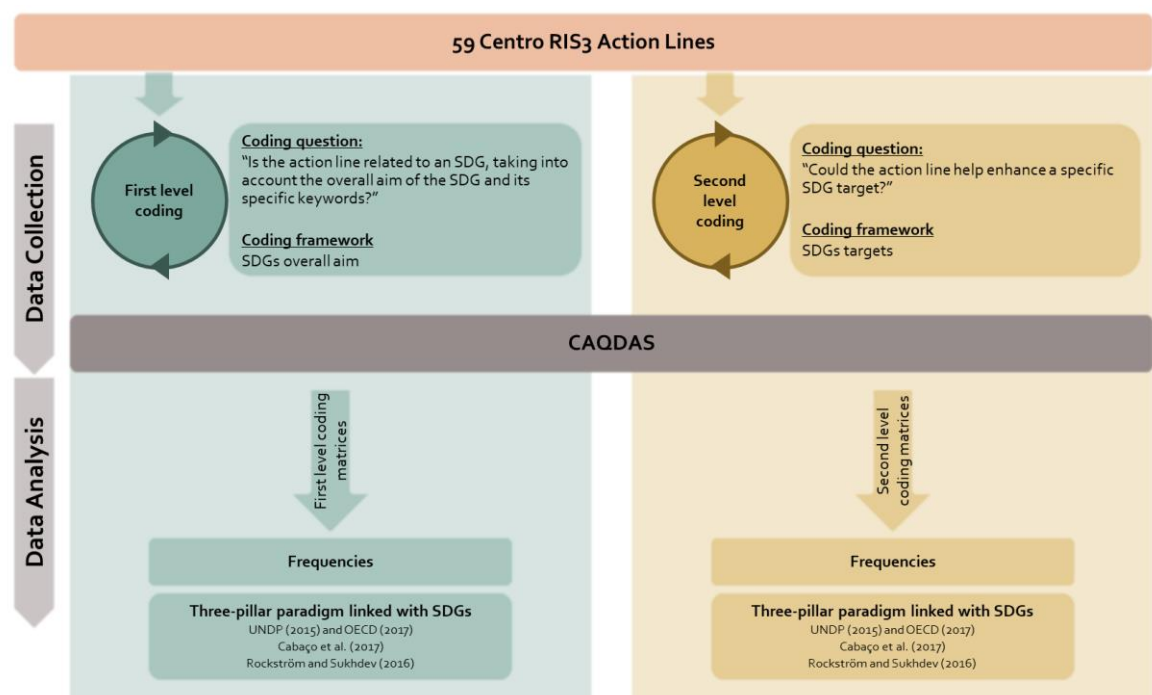 59 Centro RIS3 Action Lines
Data Collection
First level
coding
Coding question:
“Is the action line related to an SDG, taking into
account the overall aim of the SDG and its
specific keywords?”
Coding framework
SDGs overall aim
Second
level
coding
Coding question:
“Could the action line help enhance a specific
SDG target?”
Coding framework
SDGs targets
CAQDAS
Data Analysis
First level coding
matrices
Second level
coding matrices
Frequencies
Three-pillar paradigm linked with SDGs
UNDP (2015) and OECD (2017)
Cabaço et al. (2017)
Rockström and Sukhdev (2016)
Frequencies
Three-pillar paradigm linked with SDGs
UNDP (2015) and OECD (2017)
Cabaço et al. (2017)
Rockström and Sukhdev (2016)